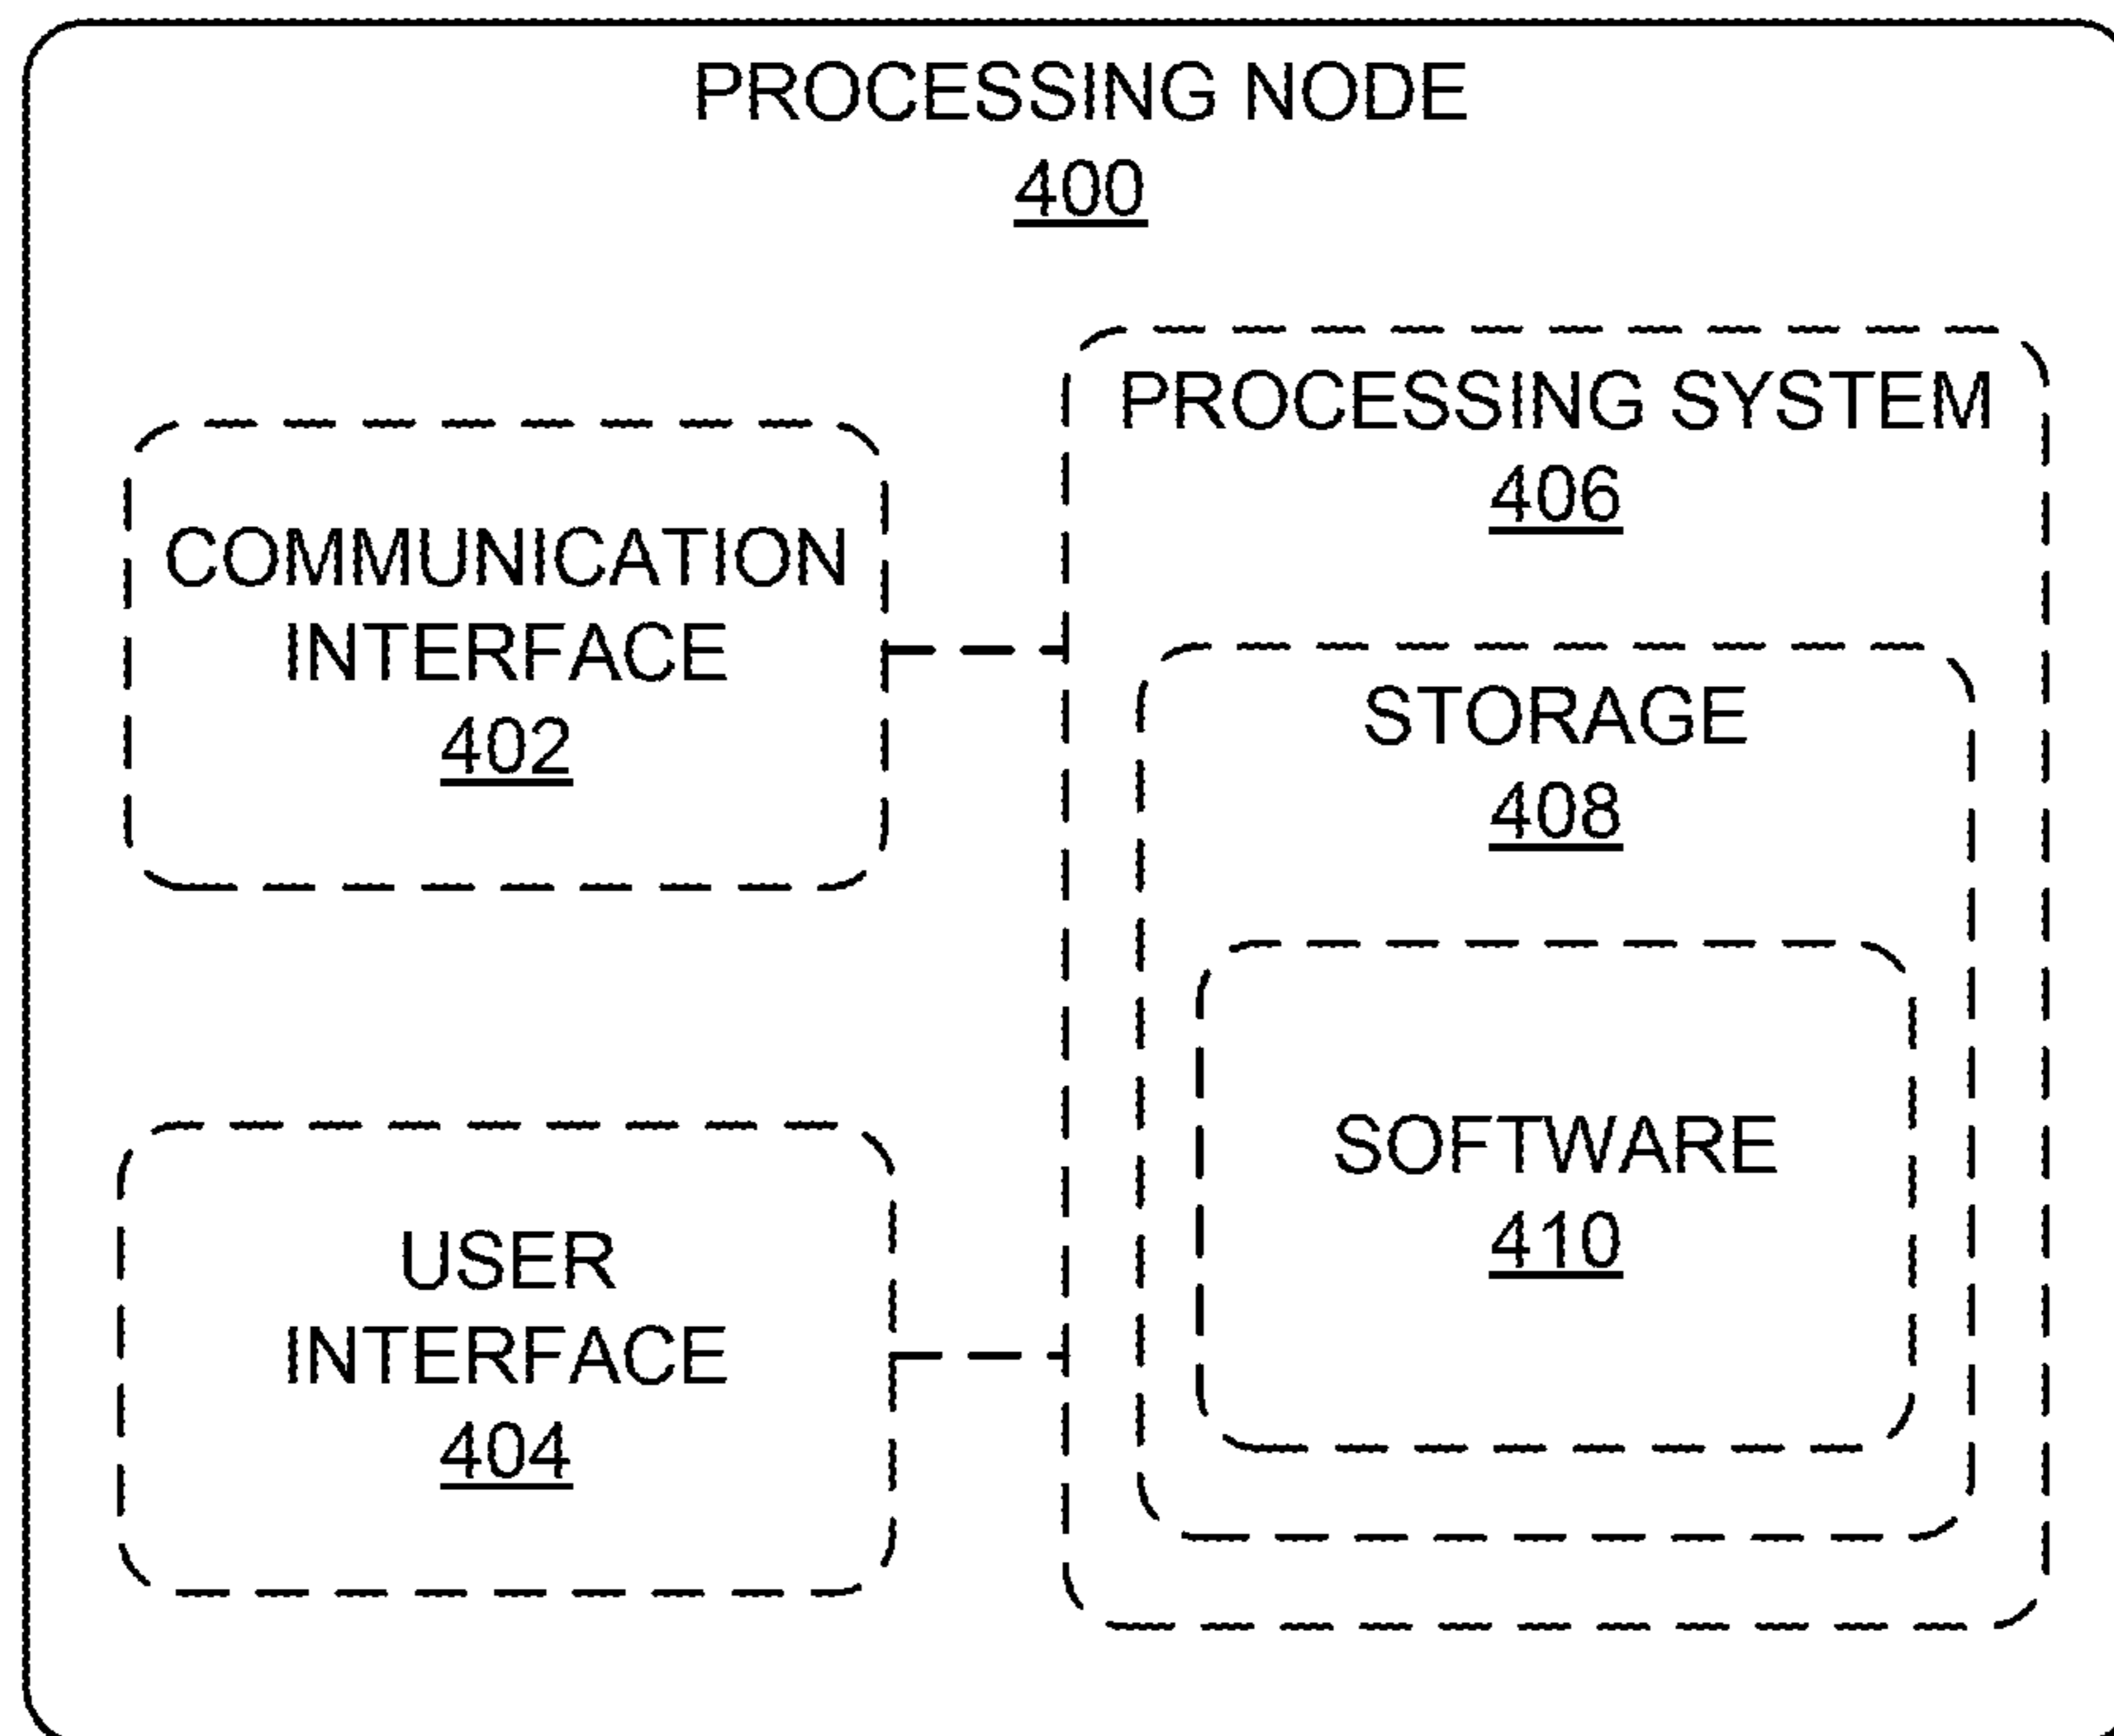 PROCESSING NODE
400
PROCESSING SYSTEM
406
COMMUNICATION
INTERFACE
402
STORAGE
408
SOFTWARE
410
USER
INTERFACE
404